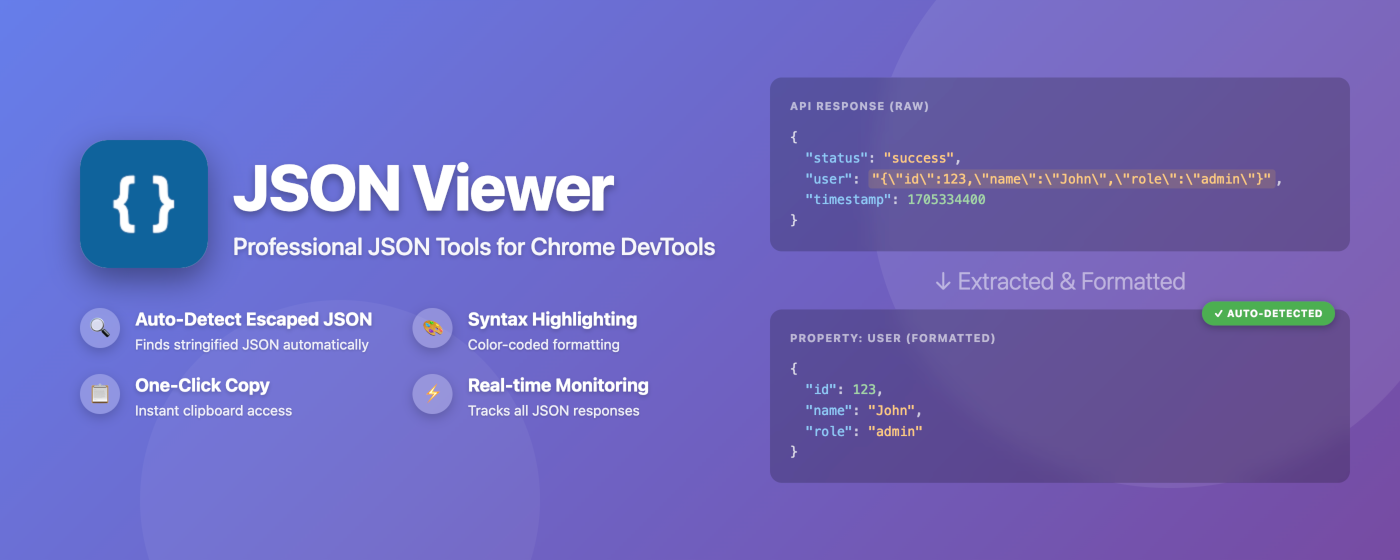 { }
JSON Viewer
Professional JSON Tools for Chrome DevTools
Auto-Detect Escaped JSON
Finds stringified JSON automatically
Syntax Highlighting
Color-coded formatting
One-Click Copy
Instant clipboard access
Real-time Monitoring
Tracks all JSON responses
API RESPONSE (RAW)
{
  "status": "success",
  "user": "{\"id\":123,\"name\":\"John\",\"role\":\"admin\"}",
  "timestamp": 1705334400
}
↓ Extracted & Formatted
✓ AUTO-DETECTED
PROPERTY: USER (FORMATTED)
{
  "id": 123,
  "name": "John",
  "role": "admin"
}